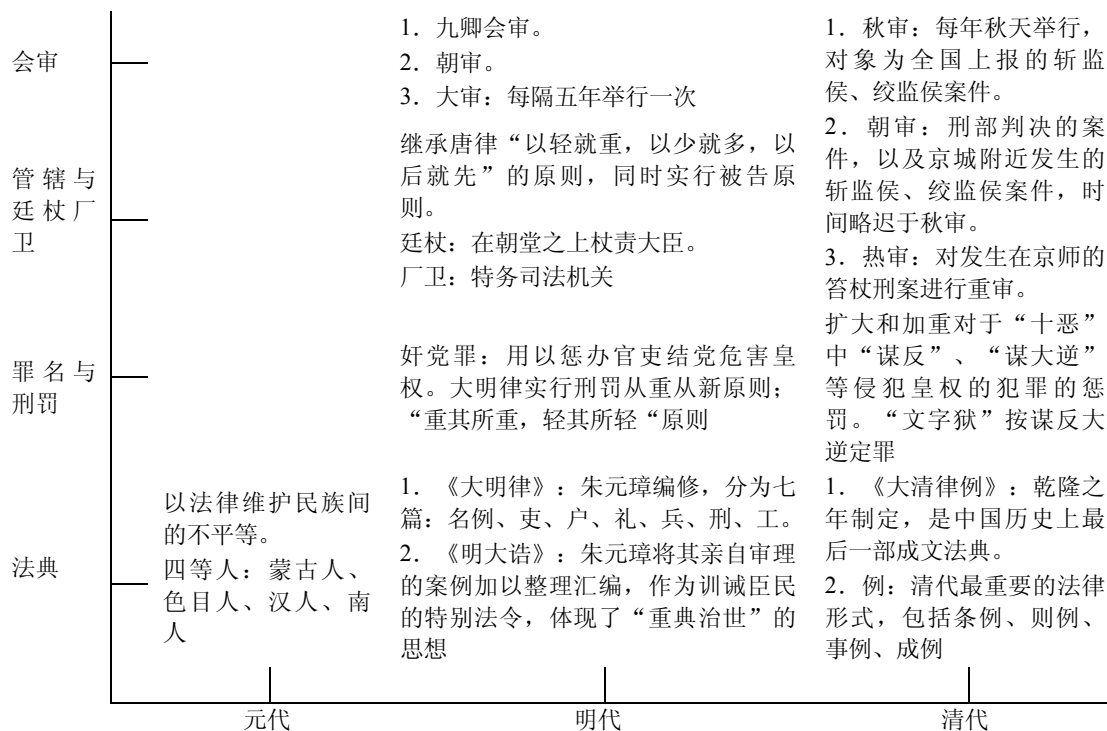 会审
1．九卿会审。
2．朝审。
3．大审：每隔五年举行一次
1．秋审：每年秋天举行，
对象为全国上报的斩监
侯、绞监侯案件。
2．朝审：刑部判决的案
件，以及京城附近发生的
斩监侯、绞监侯案件，时
间略迟于秋审。
3．热审：对发生在京师的
笞杖刑案进行重审。
管辖与
廷杖厂
卫
继承唐律“以轻就重，以少就多，以
后就先”的原则，同时实行被告原
则。
廷杖：在朝堂之上杖责大臣。
厂卫：特务司法机关
罪名与
刑罚
奸党罪：用以惩办官吏结党危害皇
权。大明律实行刑罚从重从新原则；
“重其所重，轻其所轻“原则
扩大和加重对于“十恶”
中“谋反”、“谋大逆”
等侵犯皇权的犯罪的惩
罚。“文字狱”按谋反大
逆定罪
法典
以法律维护民族间
的不平等。
四等人：蒙古人、
色目人、汉人、南
人
1．《大明律》：朱元璋编修，分为七
篇：名例、吏、户、礼、兵、刑、工。
2．《明大诰》：朱元璋将其亲自审理
的案例加以整理汇编，作为训诫臣民
的特别法令，体现了“重典治世”的
思想
1．《大清律例》：乾隆之
年制定，是中国历史上最
后一部成文法典。
2．例：清代最重要的法律
形式，包括条例、则例、
事例、成例
元代
明代
清代